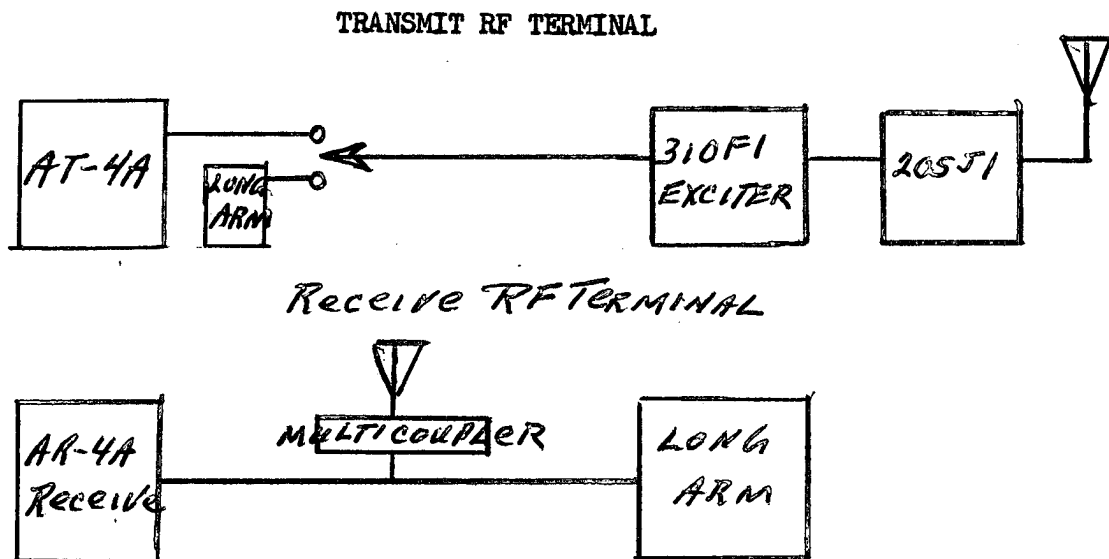 TRANSMIT RF TERMINAL
AT-4A
LONG
ARM
310F1
EXCITER
205J1
Receive RF TERMINAL
MULTICOUPLER
AR-4A
Receive
LONG
ARM